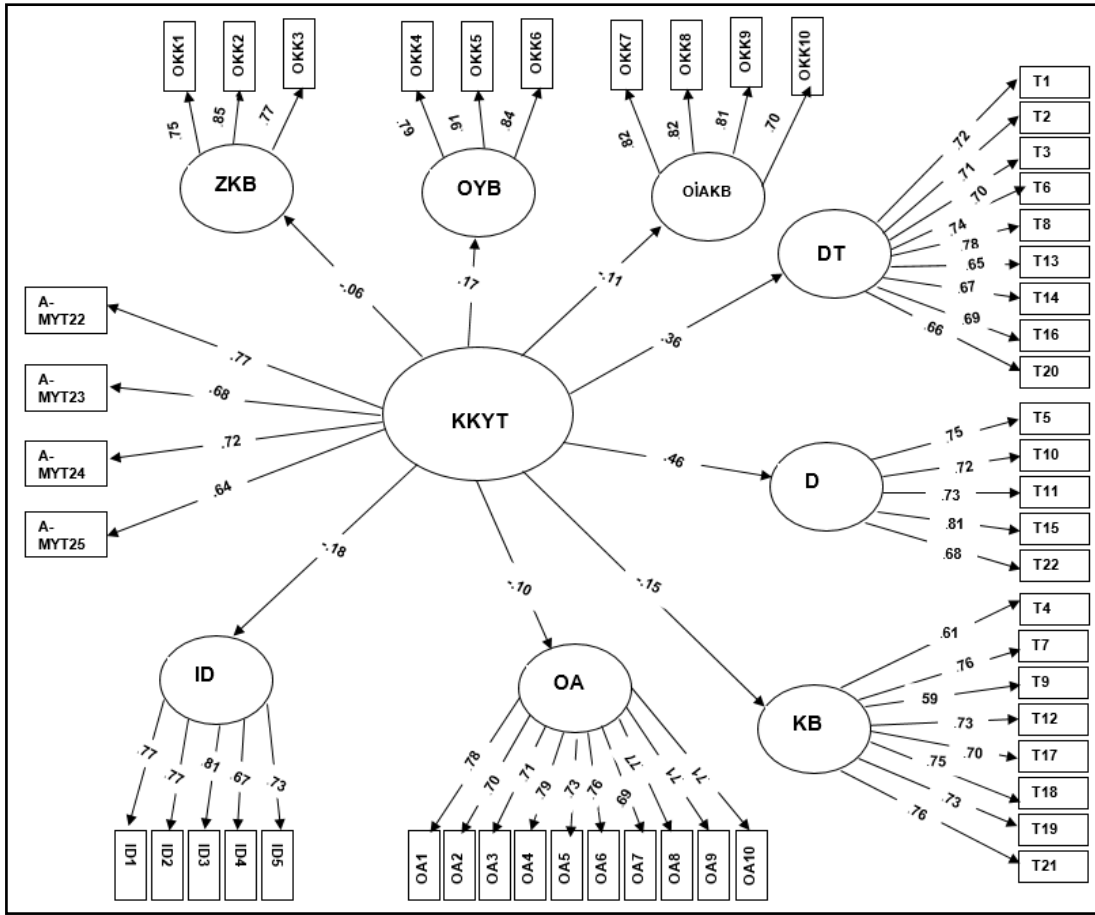 OKK1
OKK2
OKK3
OKK4
OKK5
OKK6
OKK7
OKK8
OKK9
OKK10
.75
.85
.77
.91
.84
.82
.82
.81
.70
ZKB
OYB
OİAKB
DT
.72
.71
.70
.74
.78
.65
.67
.69
.66
T1
T2
T3
T6
T8
T13
T14
T16
T20
-.06
.17
-.11
.36
A-
MYT22
A-
MYT23
A-
MYT24
A-
MYT25
.77
.68
.72
.64
KKYT
.46
D
.75
.72
.73
.81
.68
T5
T10
T11
T15
T22
-.18
-.10
-.15
ID
OA
KB
.61
.76
59
.73
.70
.75
.73
.76
T4
T7
T9
T12
T17
T18
T19
T21
.77
.77
.81
.67
.73
ID1
ID2
ID3
ID4
ID5
.78
.70
.71
.79
.73
.76
.69
.77
.71
.71
OA1
OA2
OA3
OA4
OA5
OA6
OA7
OA8
OA9
OA10